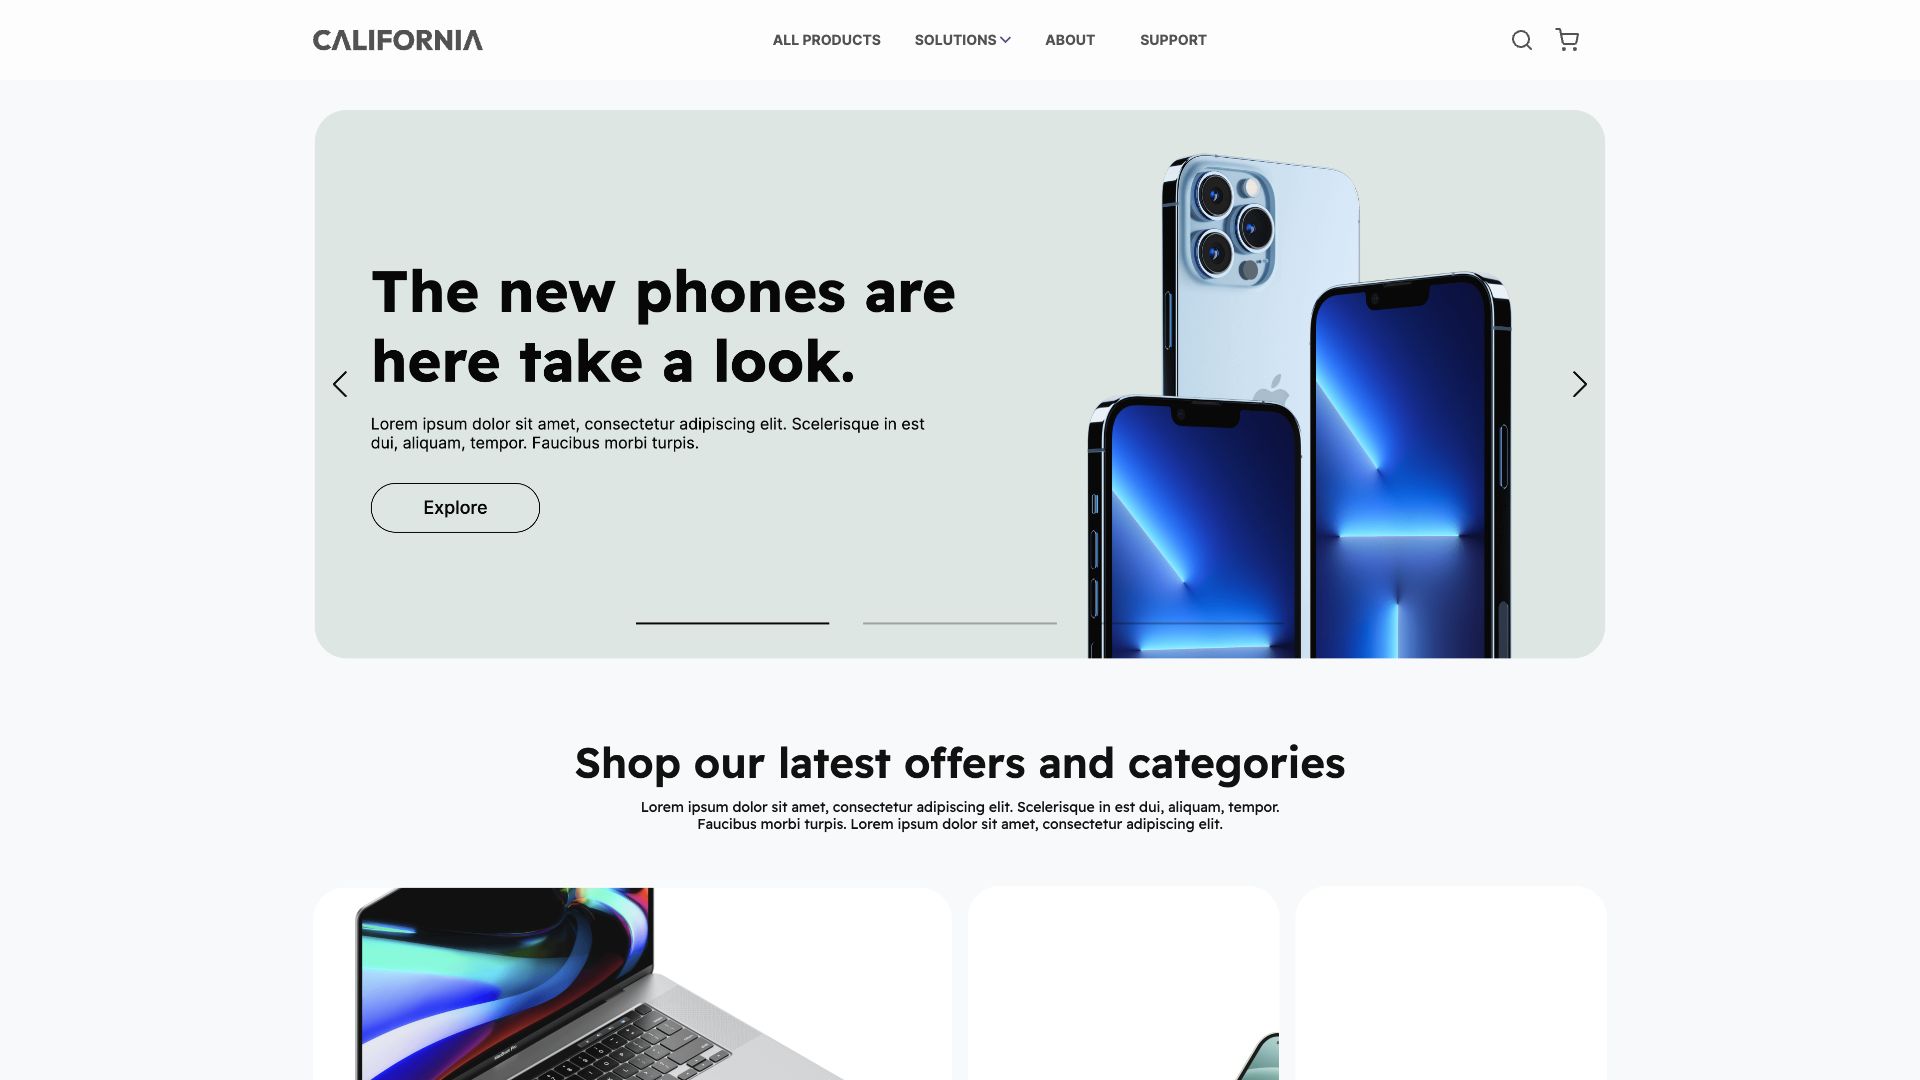 CALIFORNIA
ALL PRODUCTS
SOLUTIONS
ABOUT
SUPPORT
The new phones are
here take a look.
Lorem ipsum dolor sit amet, consectetur adipiscing elit. Scelerisque in est
dui, aliquam, tempor. Faucibus morbi turpis.
Explore
Shop our latest offers and categories
Lorem ipsum dolor sit amet, consectetur adipiscing elit. Scelerisque in est dui, aliquam, tempor.
Faucibus morbi turpis. Lorem ipsum dolor sit amet, consectetur adipiscing elit.
MacBook Pro